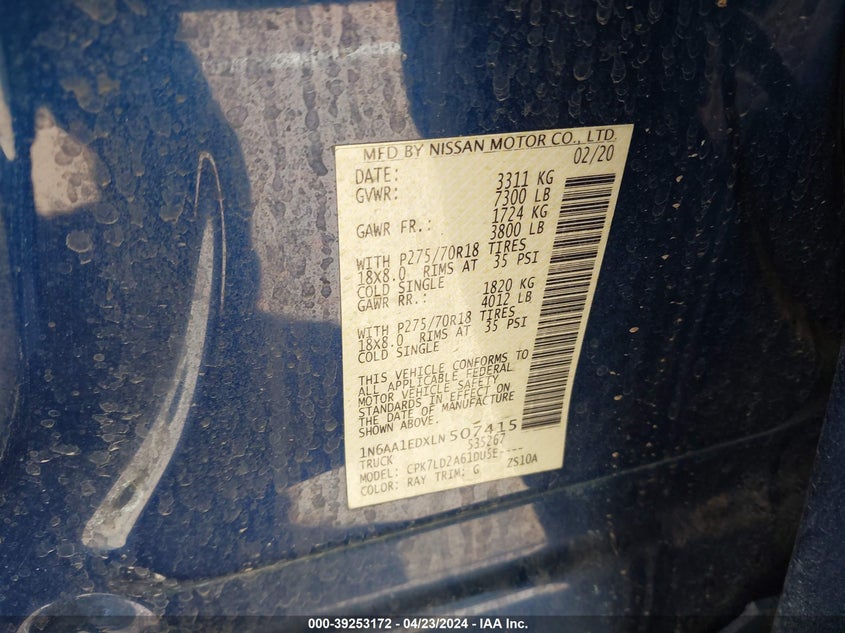 MFD BY NISSAN MOTOR CO., LTD.
DATE: 02/20
GVWR: 3311 KG
7300 LB
GAWR FR.: 1724 KG
3800 LB
WITH P275/70R18 TIRES
18X8.0 RIMS AT 35 PSI
COLD SINGLE
GAWR RR.: 1820 KG
4012 LB
WITH P275/70R18 TIRES
18X8.0 RIMS AT 35 PSI
COLD SINGLE
THIS VEHICLE CONFORMS TO
ALL APPLICABLE FEDERAL
MOTOR VEHICLE SAFETY
STANDARDS IN EFFECT ON
THE DATE OF MANUFACTURE
SHOWN ABOVE.
1N6AA1EDXLN507415
TRUCK S35267
MODEL: CPK7LD2A61DU5E----
COLOR: RAY TRIM: G ZS10A
000-39253172 - 04/23/2024 - IAA Inc.